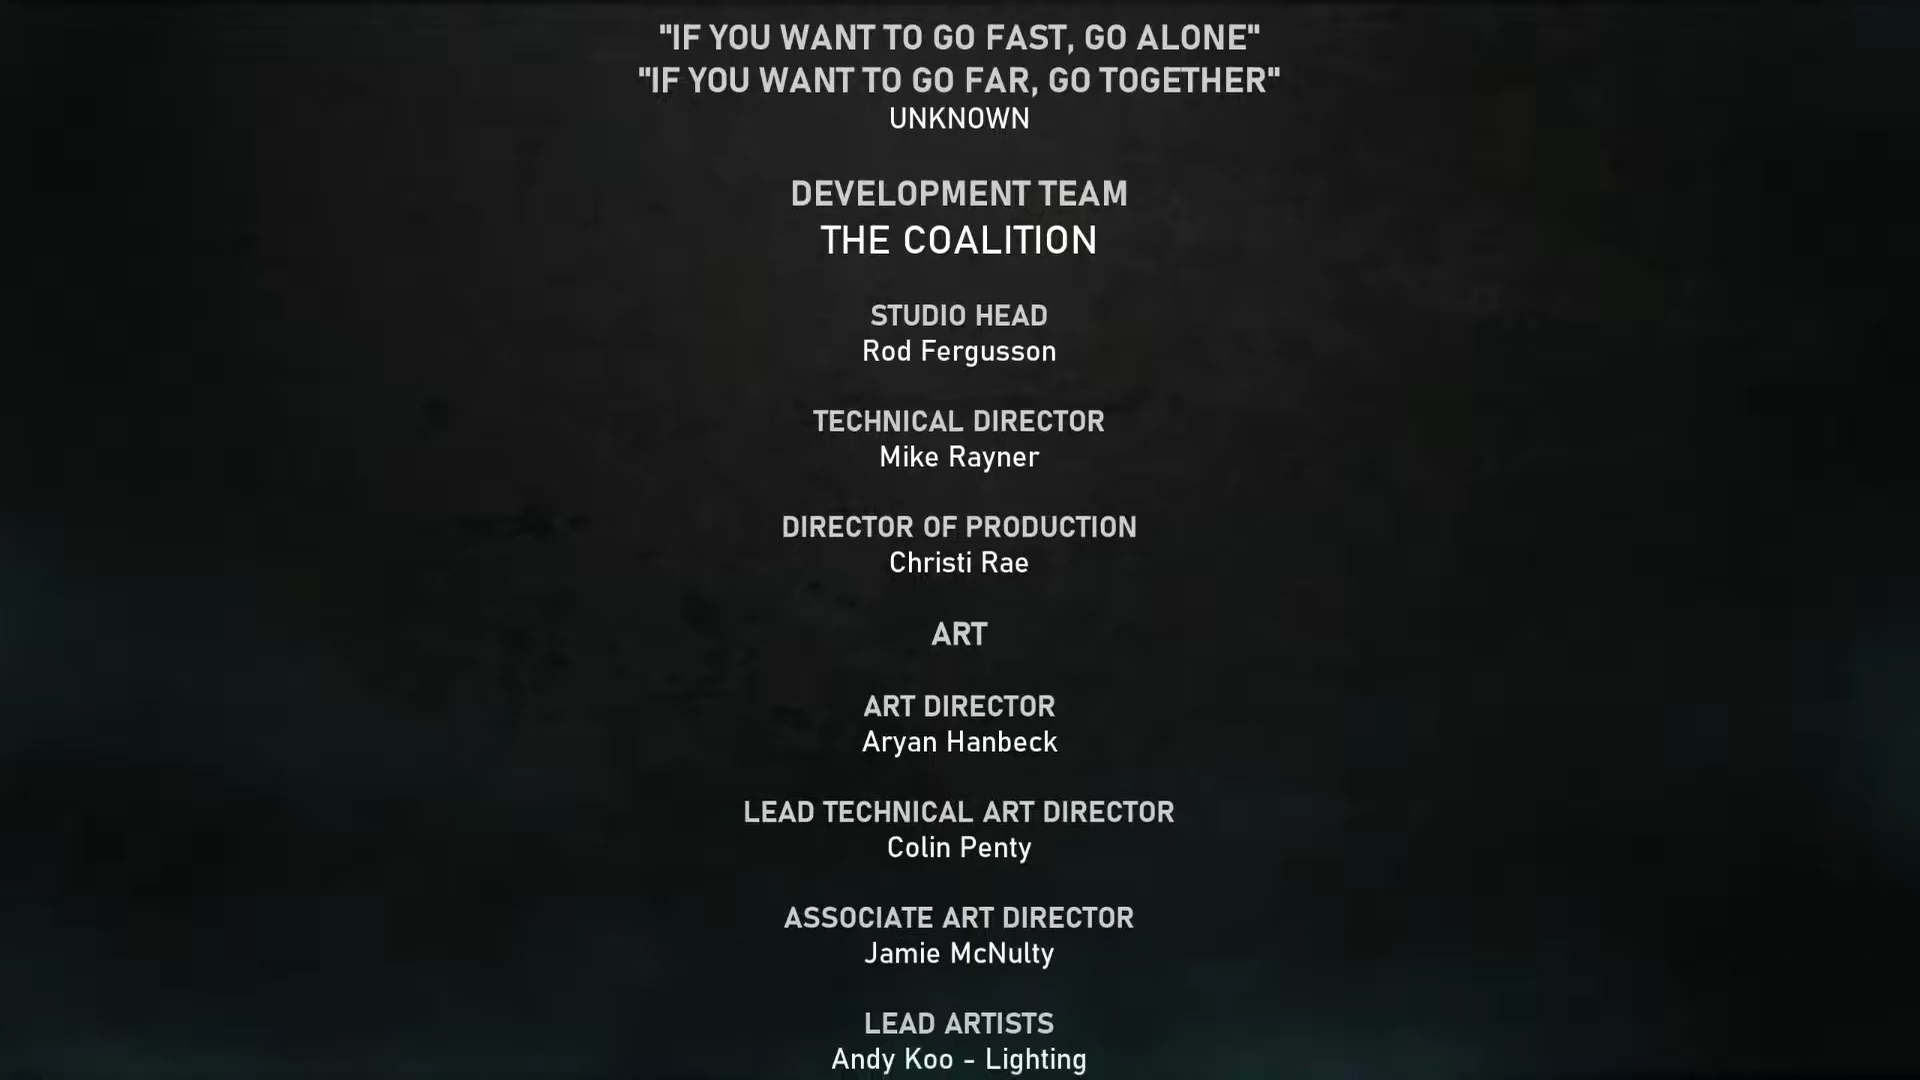 "IF YOU WANT TO GO FAST, GO ALONE"
"IF YOU WANT TO GO FAR, GO TOGETHER"
UNKNOWN
DEVELOPMENT TEAM
THE COALITION
STUDIO HEAD
Rod Fergusson
TECHNICAL DIRECTOR
Mike Rayner
DIRECTOR OF PRODUCTION
Christi Rae
ART
ART DIRECTOR
Aryan Hanbeck
LEAD TECHNICAL ART DIRECTOR
Colin Penty
ASSOCIATE ART DIRECTOR
Jamie McNulty
LEAD ARTISTS
Andy Koo - Lighting